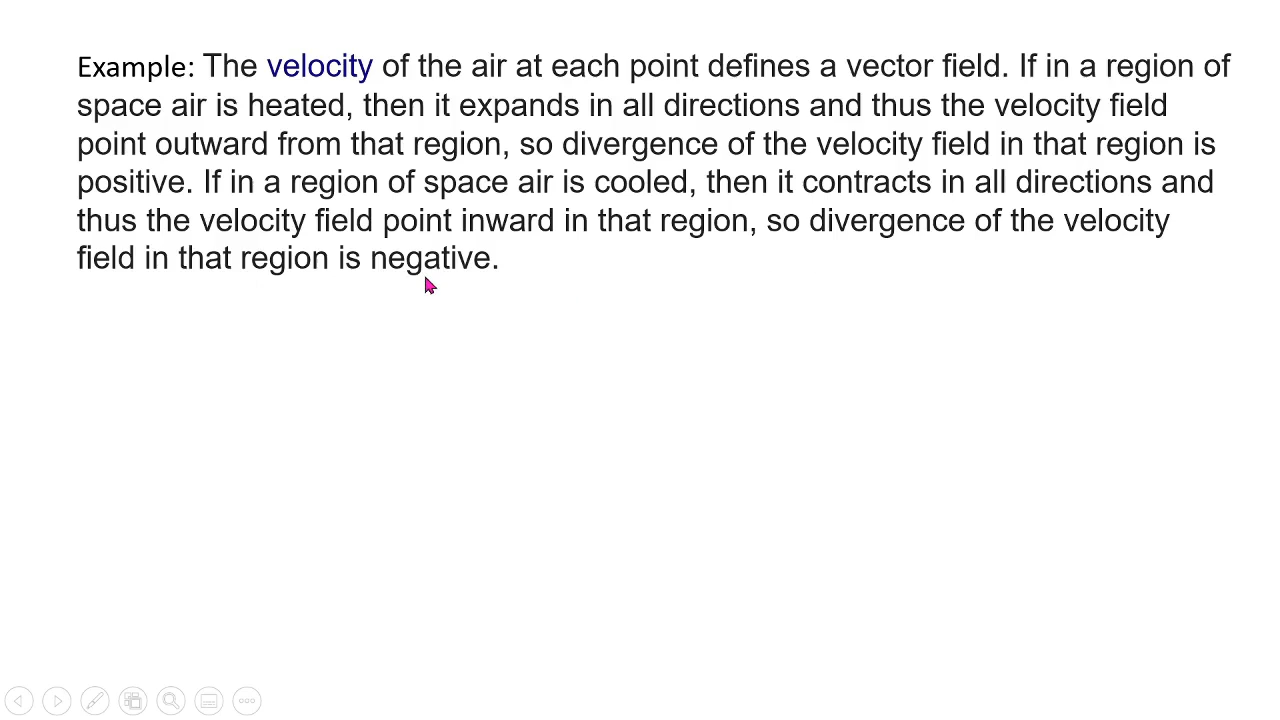 Example: The velocity of the air at each point defines a vector field. If in a region of
space air is heated, then it expands in all directions and thus the velocity field
point outward from that region, so divergence of the velocity field in that region is
positive. If in a region of space air is cooled, then it contracts in all directions and
thus the velocity field point inward in that region, so divergence of the velocity
field in that region is negative.